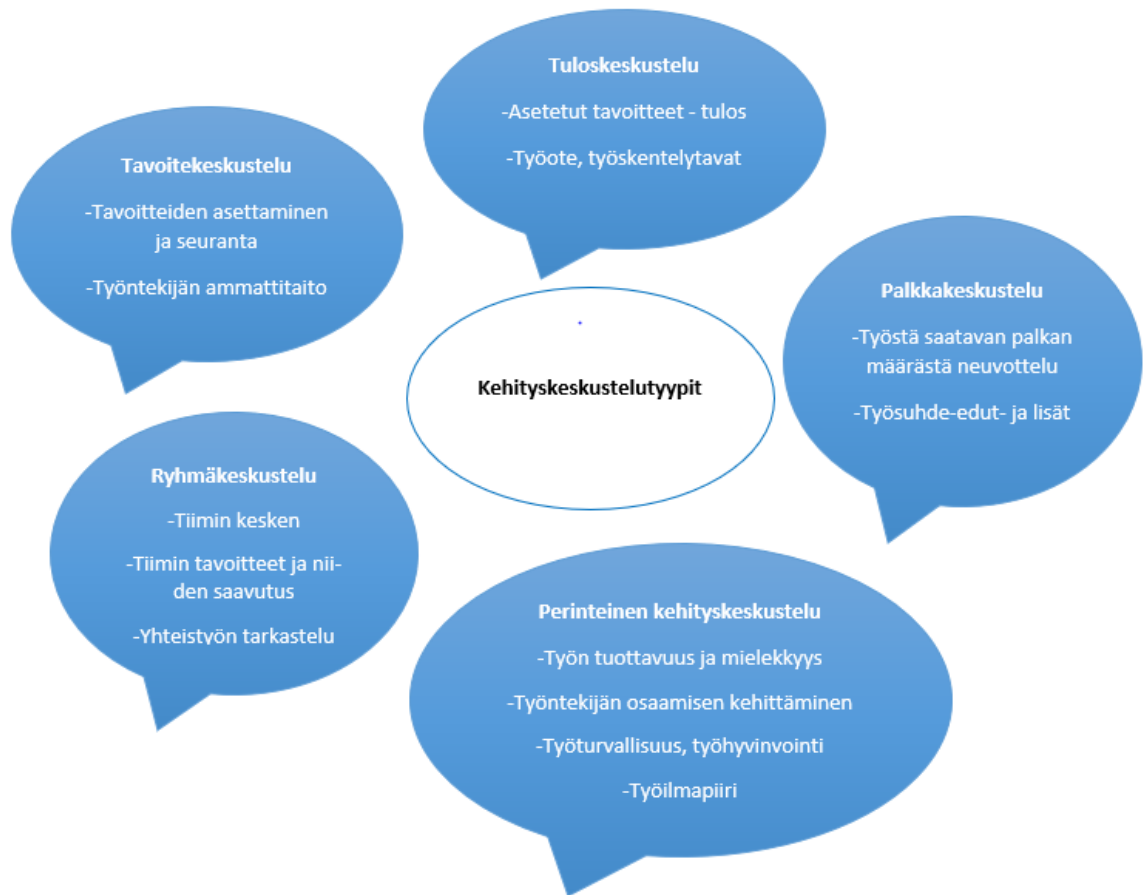 Tuloskeskustelu
-Asetetut tavoitteet - tulos
-Työote, työskentelytavat
Tavoitekeskustelu
-Tavoitteiden asettaminen
ja seuranta
-Työntekijän ammattitaito
Palkkakeskustelu
-Työstä saatavan palkan
määrästä neuvottelu
-Työsuhde-edut- ja lisät
Kehityskeskustelutyypit
Ryhmäkeskustelu
-Tiimin kesken
-Tiimin tavoitteet ja nii-
den saavutus
-Yhteistyön tarkastelu
Perinteinen kehityskeskustelu
-Työn tuottavuus ja mielekkyys
-Työntekijän osaamisen kehittäminen
-Työturvallisuus, työhyvinvointi
-Työilmapiiri